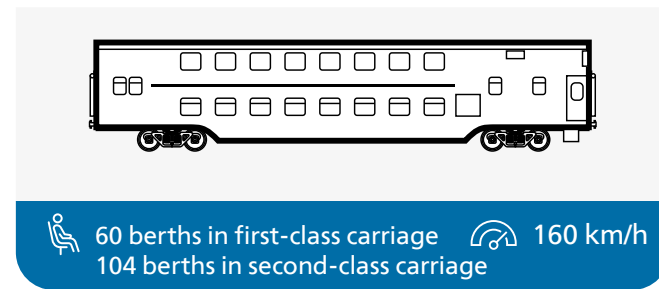 60 berths in first-class carriage 160 km/h
104 berths in second-class carriage